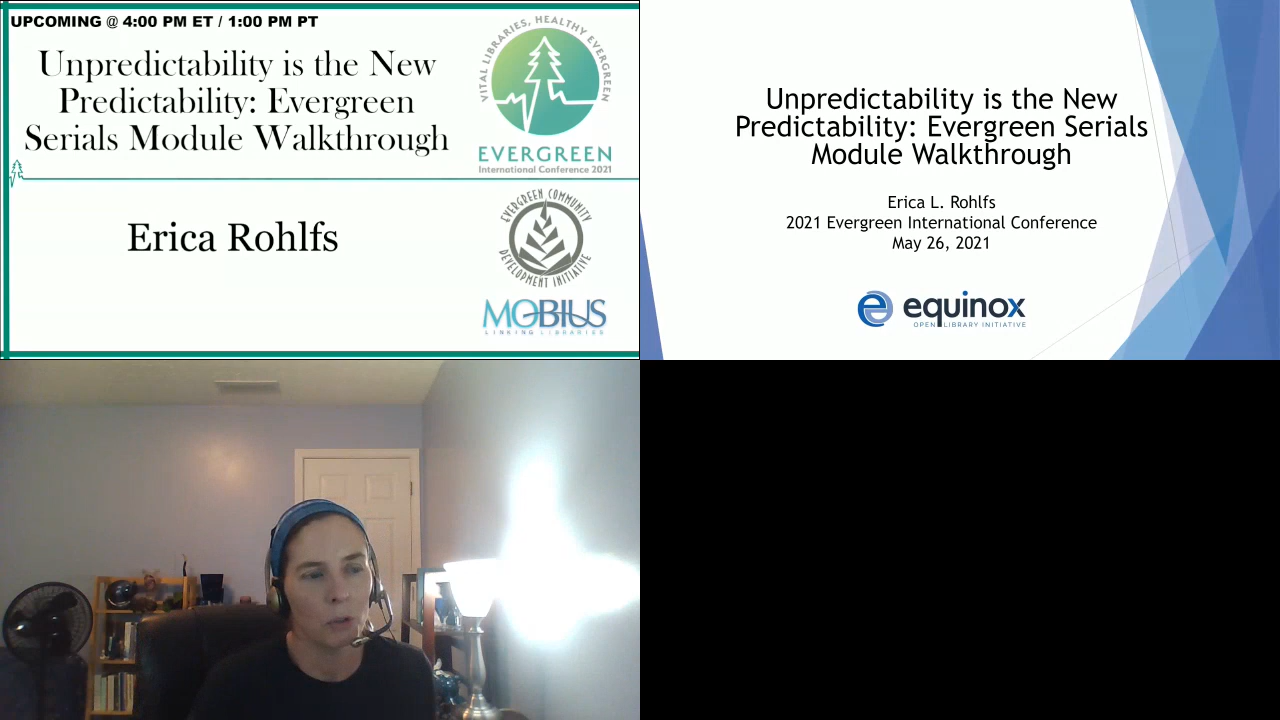 UPCOMING @ 4:00 PM ET / 1:00 PM PT
Unpredictability is the New
Predictability: Evergreen
Serials Module Walkthrough
VITAL LIBRARIES, HEALTHY EVERGREEN
EVERGREEN
International Conference 2021
Erica Rohlfs
EVERGREEN COMMUNITY
DEVELOPMENT INITIATIVE
MOBIUS
LINKING LIBRARIES
Unpredictability is the New
Predictability: Evergreen Serials
Module Walkthrough
Erica L. Rohlfs
2021 Evergreen International Conference
May 26, 2021
equinox
OPEN LIBRARY INITIATIVE